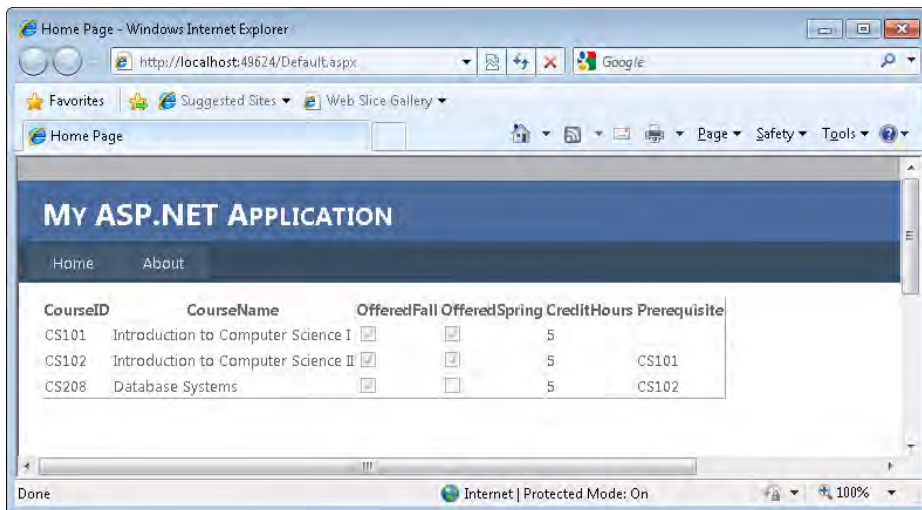 Home Page - Windows Internet Explorer
http://localhost:49624/Default.aspx Google
Favorites Suggested Sites Web Slice Gallery
Home Page Page Safety Tools
MY ASP.NET APPLICATION
Home About
CourseID CourseName OfferedFall OfferedSpring CreditHours Prerequisite
CS101 Introduction to Computer Science I 5
CS102 Introduction to Computer Science II 5 CS101
CS208 Database Systems 5 CS102
Done Internet | Protected Mode: On 100%